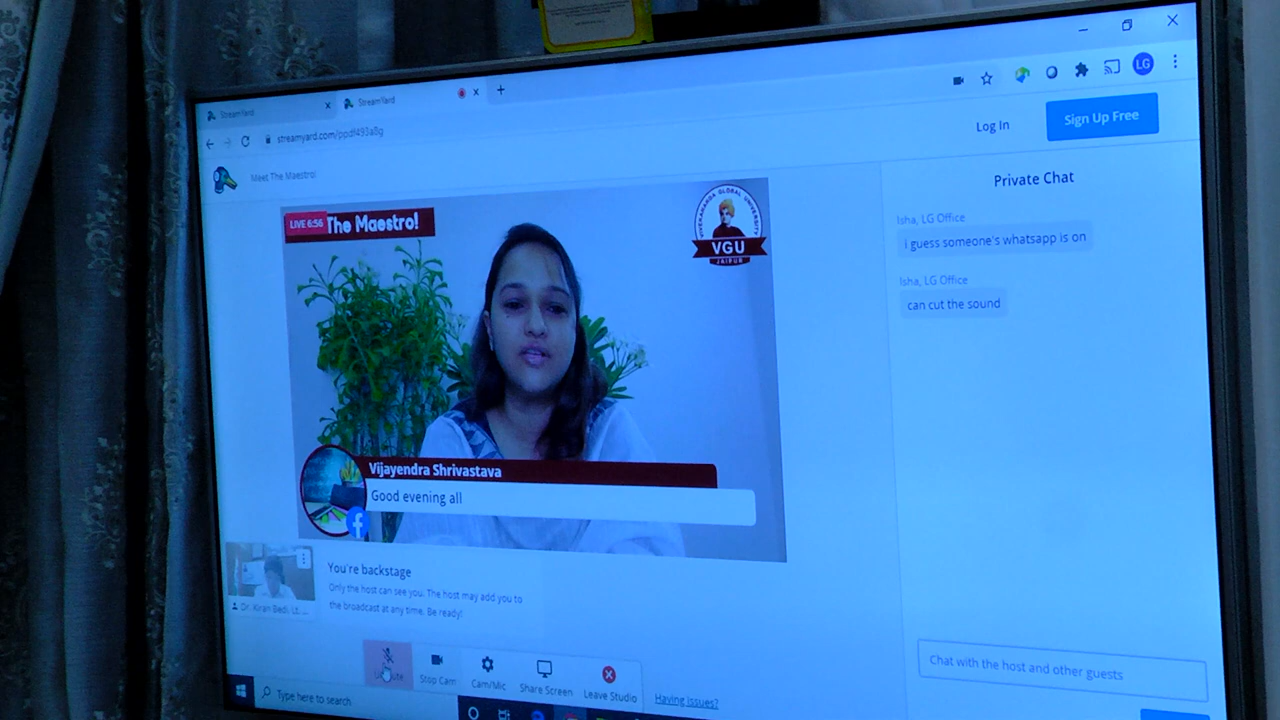 StreamYard
StreamYard
streamyard.com/ppdf493a8g
LG
Meet The Maestro!
Log In
Sign Up Free
LIVE 6:56
The Maestro!
VIVEKANANDA GLOBAL UNIVERSITY
VGU
JAIPUR
Private Chat
Isha, LG Office
i guess someone's whatsapp is on
Isha, LG Office
can cut the sound
Vijayendra Shrivastava
Good evening all
Dr. Kiran Bedi, Lt. ...
You're backstage
Only the host can see you. The host may add you to
the broadcast at any time. Be ready!
Unmute
Stop Cam
Cam/Mic
Share Screen
Leave Studio
Having issues?
Chat with the host and other guests
Type here to search